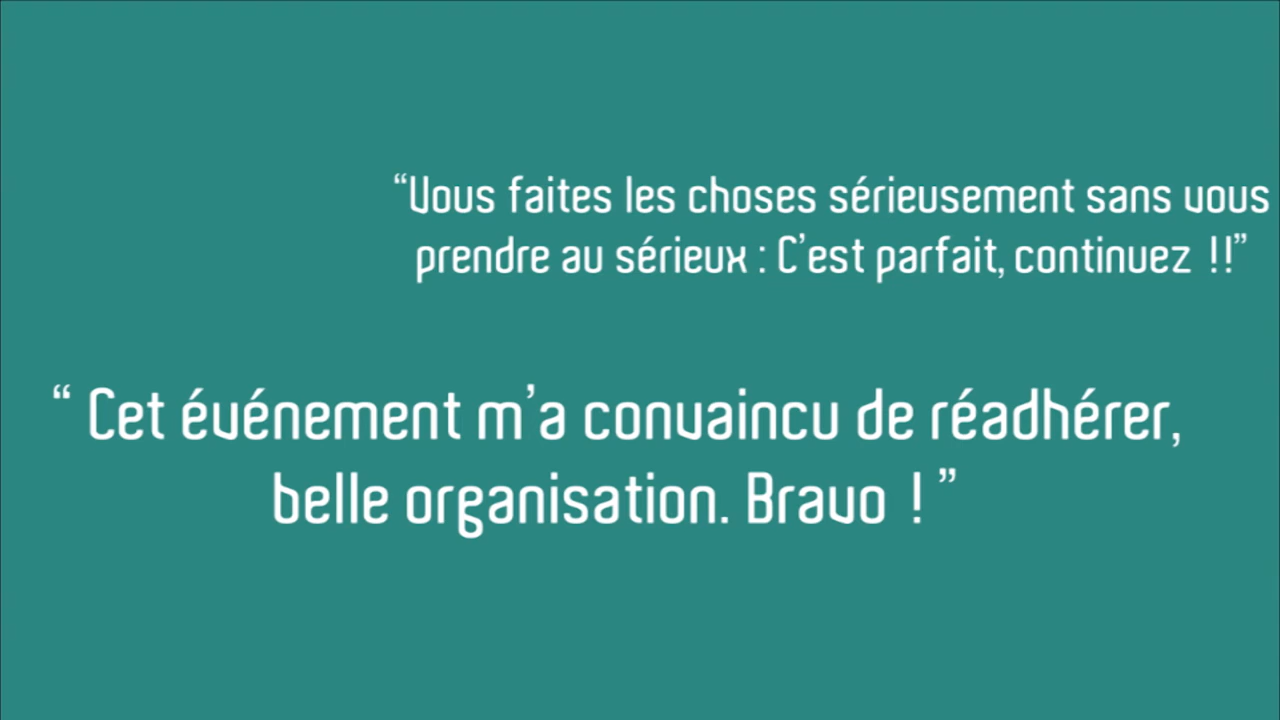 “Vous faites les choses sérieusement sans vous
prendre au sérieux : C’est parfait, continuez !!”
“ Cet événement m’a convaincu de réadhérer,
belle organisation. Bravo ! ”